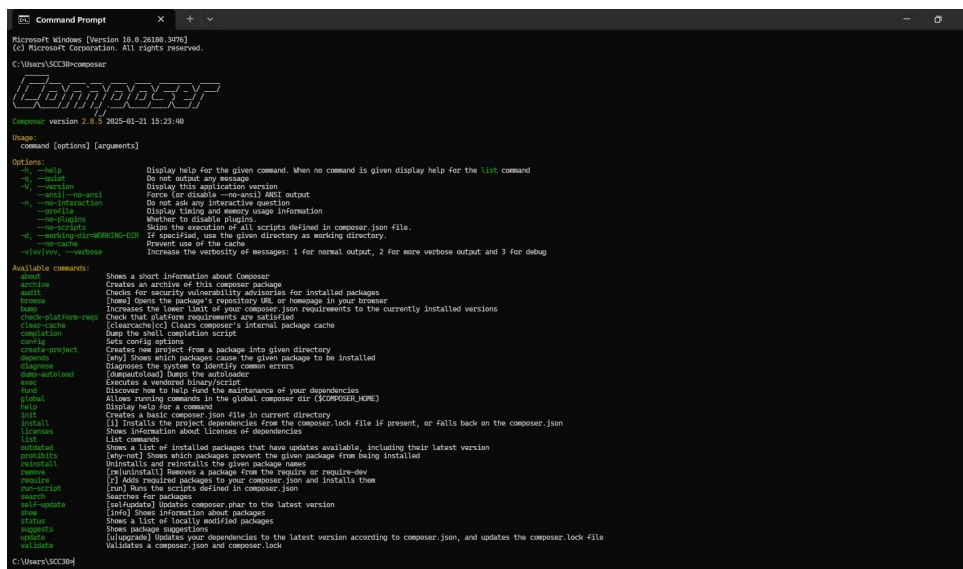 Command Prompt
Microsoft Windows [Version 10.0.26100.3476]
(c) Microsoft Corporation. All rights reserved.
C:\Users\SCC30>composer
Composer
Composer version 2.8.5 2025-01-21 15:23:40
Usage:
command [options] [arguments]
Options:
-h, --help Display help for the given command. When no command is given display help for the list command
-q, --quiet Do not output any message
-V, --version Display this application version
--ansi|--no-ansi Force (or disable --no-ansi) ANSI output
-n, --no-interaction Do not ask any interactive question
--profile Display timing and memory usage information
--no-plugins Whether to disable plugins.
--no-scripts Skips the execution of all scripts defined in composer.json file.
-d, --working-dir=WORKING-DIR If specified, use the given directory as working directory.
--no-cache Prevent use of the cache
-v|vv|vvv, --verbose Increase the verbosity of messages: 1 for normal output, 2 for more verbose output and 3 for debug
Available commands:
about Shows a short information about Composer
archive Creates an archive of this composer package
audit Checks for security vulnerability advisories for installed packages
browse [home] Opens the package's repository URL or homepage in your browser
bump Increases the lower limit of your composer.json requirements to the currently installed versions
check-platform-reqs Check that platform requirements are satisfied
clear-cache [clearcache|cc] Clears composer's internal package cache
completion Dump the shell completion script
config Sets config options
create-project Creates new project from a package into given directory
depends [why] Shows which packages cause the given package to be installed
diagnose Diagnoses the system to identify common errors
dump-autoload [dumpautoload] Dumps the autoloader
exec Executes a vendored binary/script
fund Discover how to help fund the maintenance of your dependencies
global Allows running commands in the global composer dir ($COMPOSER_HOME)
help Display help for a command
init Creates a basic composer.json file in current directory
install [i] Installs the project dependencies from the composer.lock file if present, or falls back on the composer.json
licenses Shows information about licenses of dependencies
list List commands
outdated Shows a list of installed packages that have updates available, including their latest version
prohibits [why-not] Shows which packages prevent the given package from being installed
reinstall Uninstalls and reinstalls the given package names
remove [rm|uninstall] Removes a package from the require or require-dev
require [r] Adds required packages to your composer.json and installs them
run-script [run] Runs the scripts defined in composer.json
search Searches for packages
self-update [selfupdate] Updates composer.phar to the latest version
show [info] Shows information about packages
status Shows a list of locally modified packages
suggests Shows package suggestions
update [u|upgrade] Updates your dependencies to the latest version according to composer.json, and updates the composer.lock file
validate Validates a composer.json and composer.lock
C:\Users\SCC30>